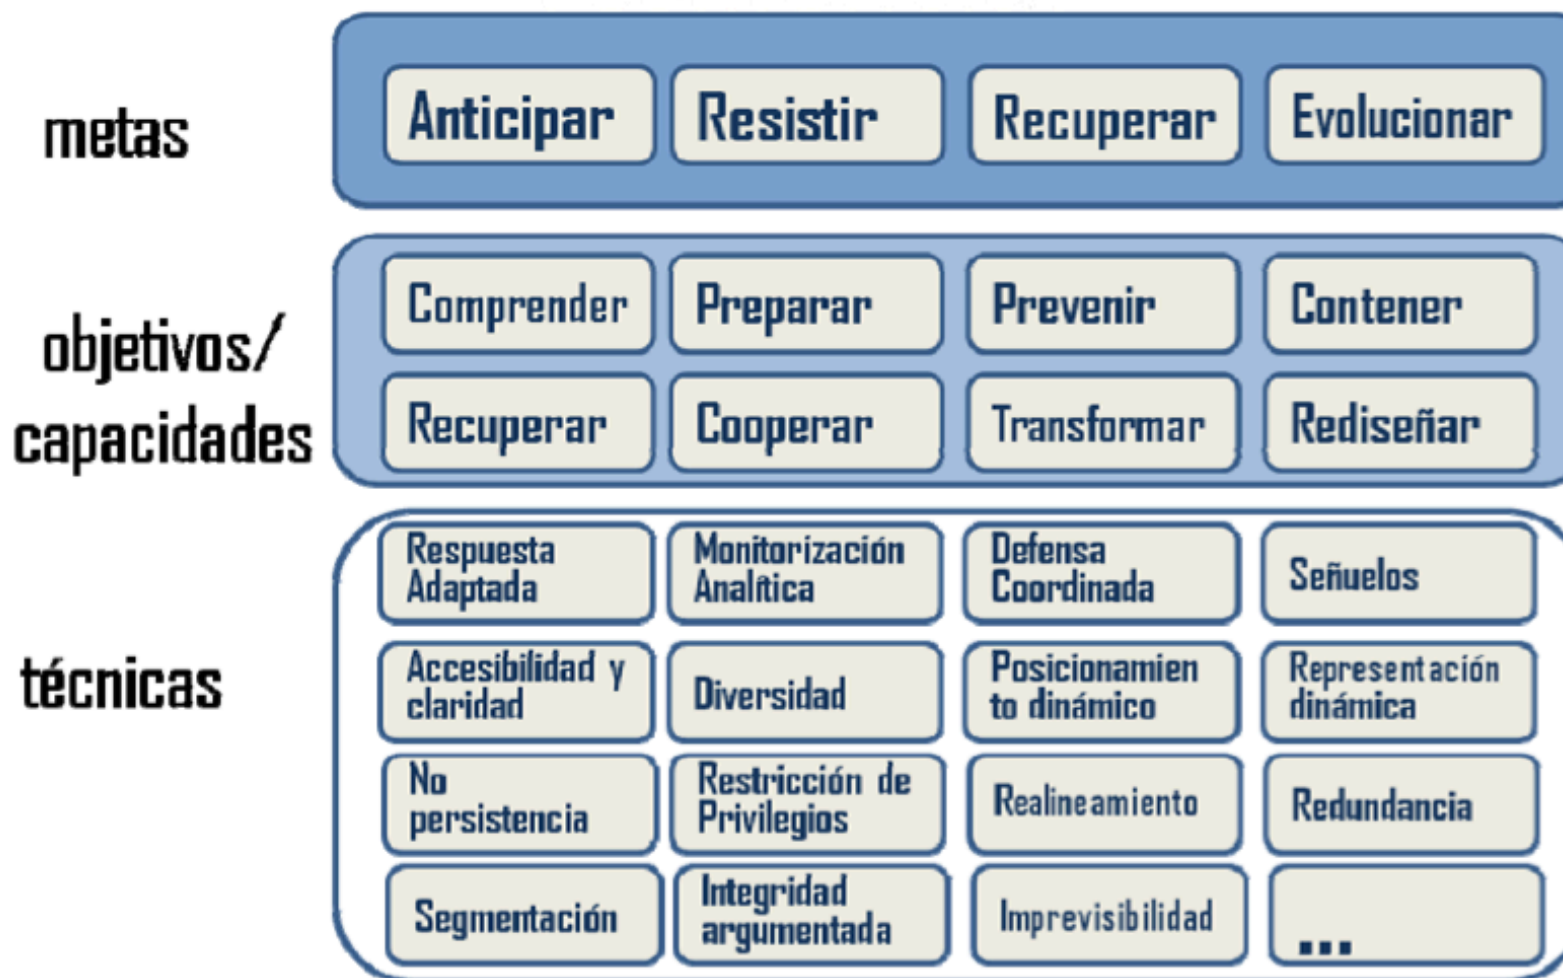 metas
Anticipar
Resistir
Recuperar
Evolucionar
objetivos/
capacidades
Comprender
Preparar
Prevenir
Contener
Recuperar
Cooperar
Transformar
Rediseñar
técnicas
Respuesta
Adaptada
Monitorización
Analítica
Defensa
Coordinada
Señuelos
Accesibilidad y
claridad
Diversidad
Posicionamien
to dinámico
Representación
dinámica
No
persistencia
Restricción de
Privilegios
Realineamiento
Redundancia
Segmentación
Integridad
argumentada
Imprevisibilidad
...